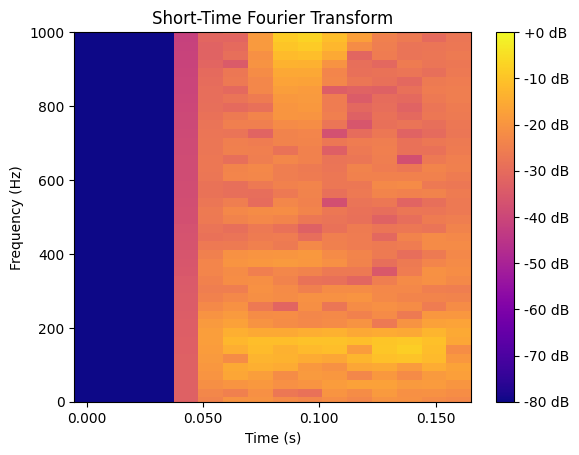 Short-Time Fourier Transform
1000
800
600
400
200
0
Frequency (Hz)
0.000
0.050
0.100
0.150
Time (s)
+0 dB
-10 dB
-20 dB
-30 dB
-40 dB
-50 dB
-60 dB
-70 dB
-80 dB